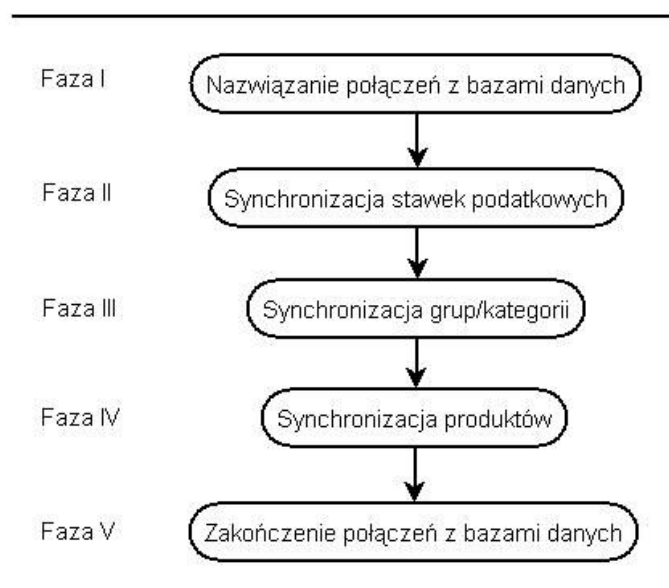 Faza I
Nazwiązanie połączeń z bazami danych
Faza II
Synchronizacja stawek podatkowych
Faza III
Synchronizacja grup/kategorii
Faza IV
Synchronizacja produktów
Faza V
Zakończenie połączeń z bazami danych